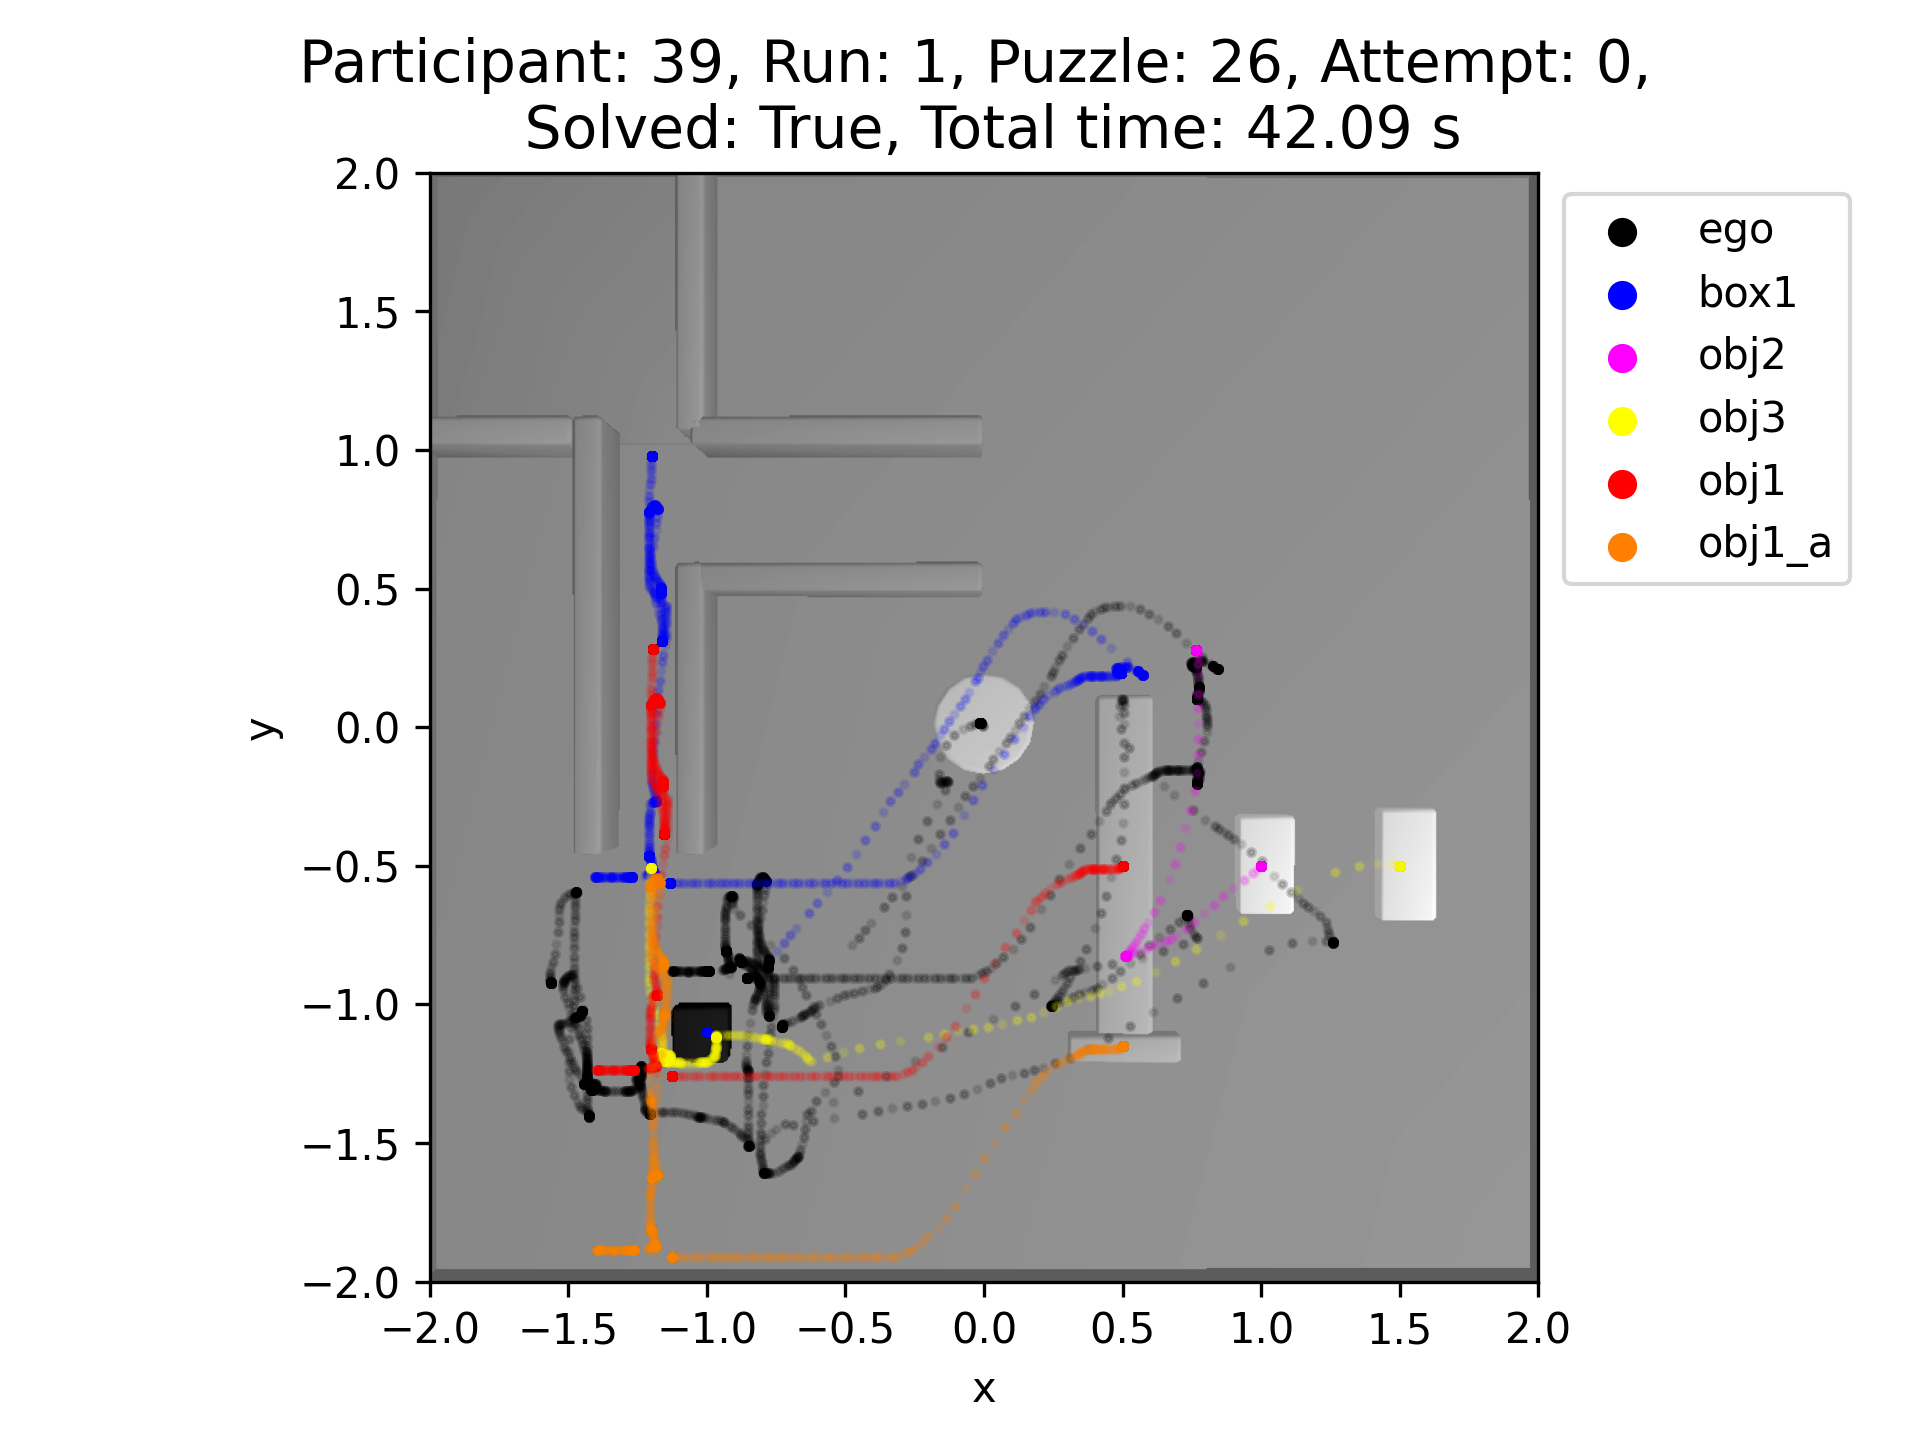 Participant: 39, Run: 1, Puzzle: 26, Attempt: 0,
Solved: True, Total time: 42.09 s
2.0
1.5
1.0
0.5
0.0
−0.5
−1.0
−1.5
−2.0
y
−2.0 −1.5 −1.0 −0.5 0.0 0.5 1.0 1.5 2.0
x
ego
box1
obj2
obj3
obj1
obj1_a